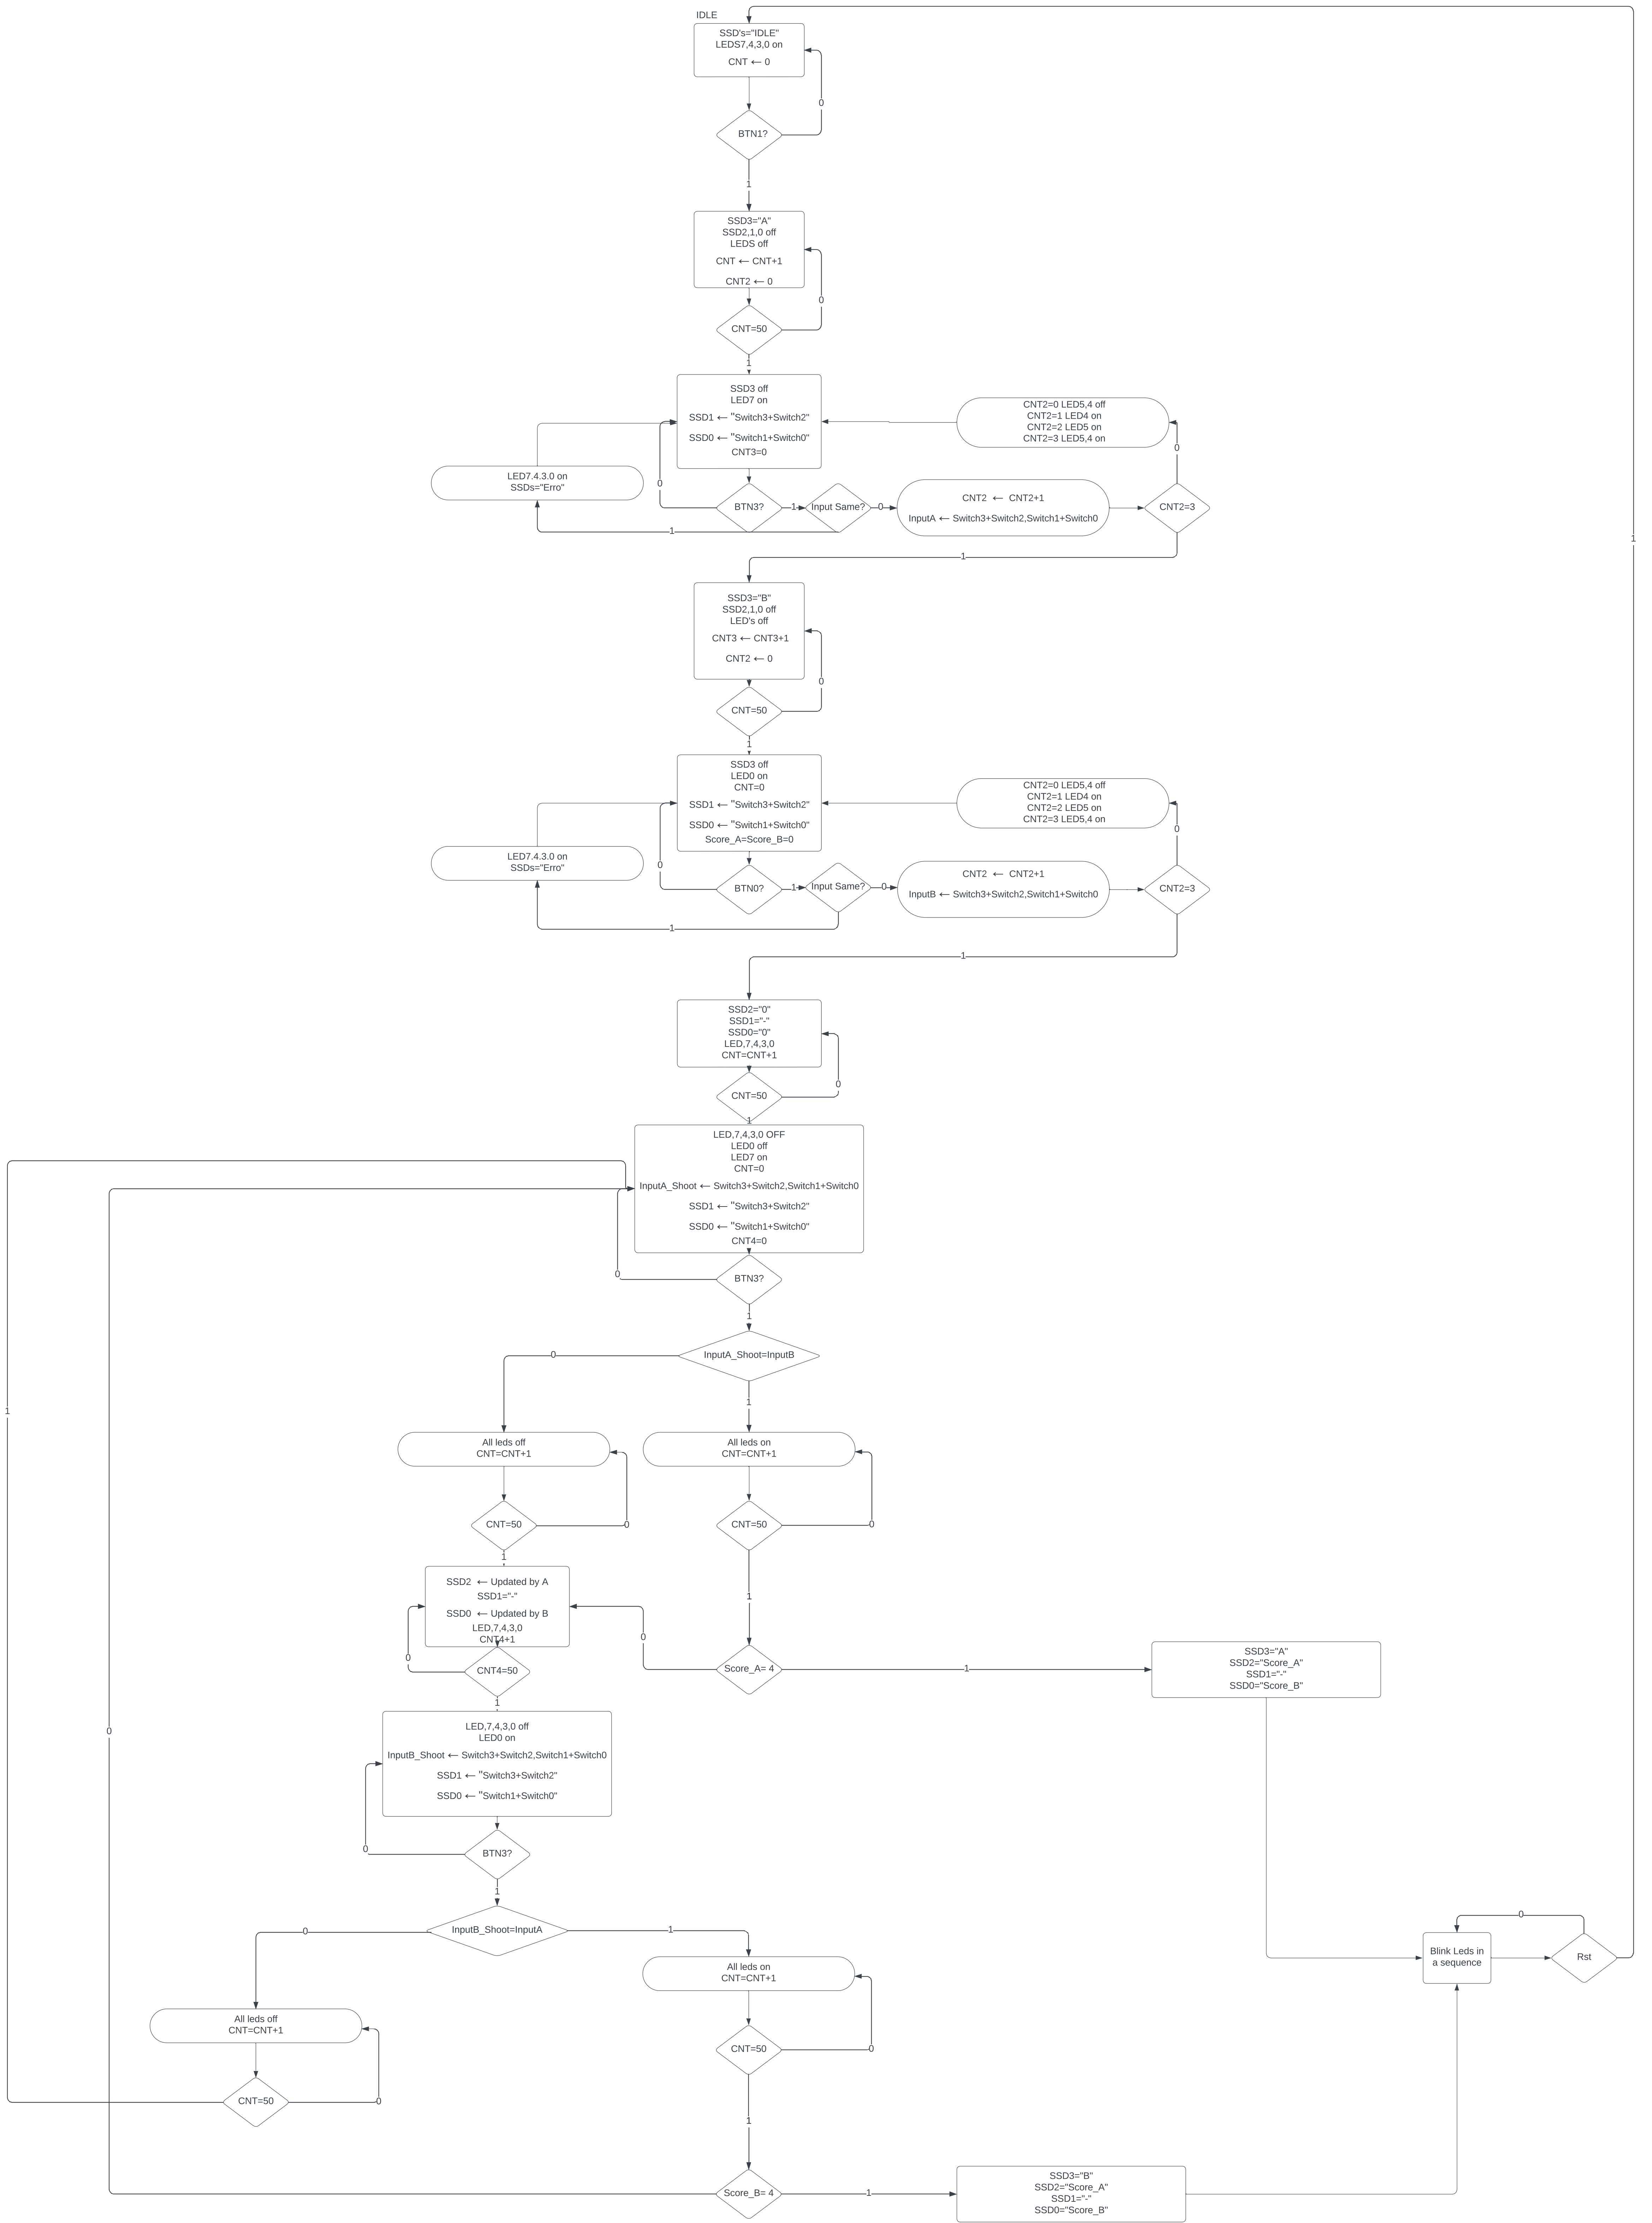 IDLE
SSD's="IDLE"
LEDS7,4,3,0 on
CNT ← 0
0
BTN1?
1
SSD3="A"
SSD2,1,0 off
LEDS off
CNT ← CNT+1
CNT2 ← 0
0
CNT=50
1
SSD3 off
LED7 on
SSD1 ← "Switch3+Switch2"
SSD0 ← "Switch1+Switch0"
CNT3=0
CNT2=0 LED5,4 off
CNT2=1 LED4 on
CNT2=2 LED5 on
CNT2=3 LED5,4 on
0
LED7.4.3.0 on
SSDs="Erro"
0
BTN3?
1
Input Same?
0
CNT2 ← CNT2+1
InputA ← Switch3+Switch2,Switch1+Switch0
CNT2=3
1
1
1
SSD3="B"
SSD2,1,0 off
LED's off
CNT3 ← CNT3+1
CNT2 ← 0
0
CNT=50
1
SSD3 off
LED0 on
CNT=0
SSD1 ← "Switch3+Switch2"
SSD0 ← "Switch1+Switch0"
Score_A=Score_B=0
CNT2=0 LED5,4 off
CNT2=1 LED4 on
CNT2=2 LED5 on
CNT2=3 LED5,4 on
0
LED7.4.3.0 on
SSDs="Erro"
0
BTN0?
1
Input Same?
0
CNT2 ← CNT2+1
InputB ← Switch3+Switch2,Switch1+Switch0
CNT2=3
1
1
SSD2="0"
SSD1="-"
SSD0="0"
LED,7,4,3,0
CNT=CNT+1
0
CNT=50
1
LED,7,4,3,0 OFF
LED0 off
LED7 on
CNT=0
InputA_Shoot ← Switch3+Switch2,Switch1+Switch0
SSD1 ← "Switch3+Switch2"
SSD0 ← "Switch1+Switch0"
CNT4=0
0
BTN3?
1
InputA_Shoot=InputB
0
1
1
All leds off
CNT=CNT+1
All leds on
CNT=CNT+1
CNT=50
0
CNT=50
0
1
SSD2 ← Updated by A
SSD1="-"
SSD0 ← Updated by B
LED,7,4,3,0
CNT4+1
1
0
0
CNT4=50
Score_A= 4
1
SSD3="A"
SSD2="Score_A"
SSD1="-"
SSD0="Score_B"
1
0
LED,7,4,3,0 off
LED0 on
InputB_Shoot ← Switch3+Switch2,Switch1+Switch0
SSD1 ← "Switch3+Switch2"
SSD0 ← "Switch1+Switch0"
0
BTN3?
1
InputB_Shoot=InputA
0
1
0
Blink Leds in
a sequence
Rst
All leds on
CNT=CNT+1
All leds off
CNT=CNT+1
CNT=50
0
CNT=50
0
1
Score_B= 4
1
SSD3="B"
SSD2="Score_A"
SSD1="-"
SSD0="Score_B"